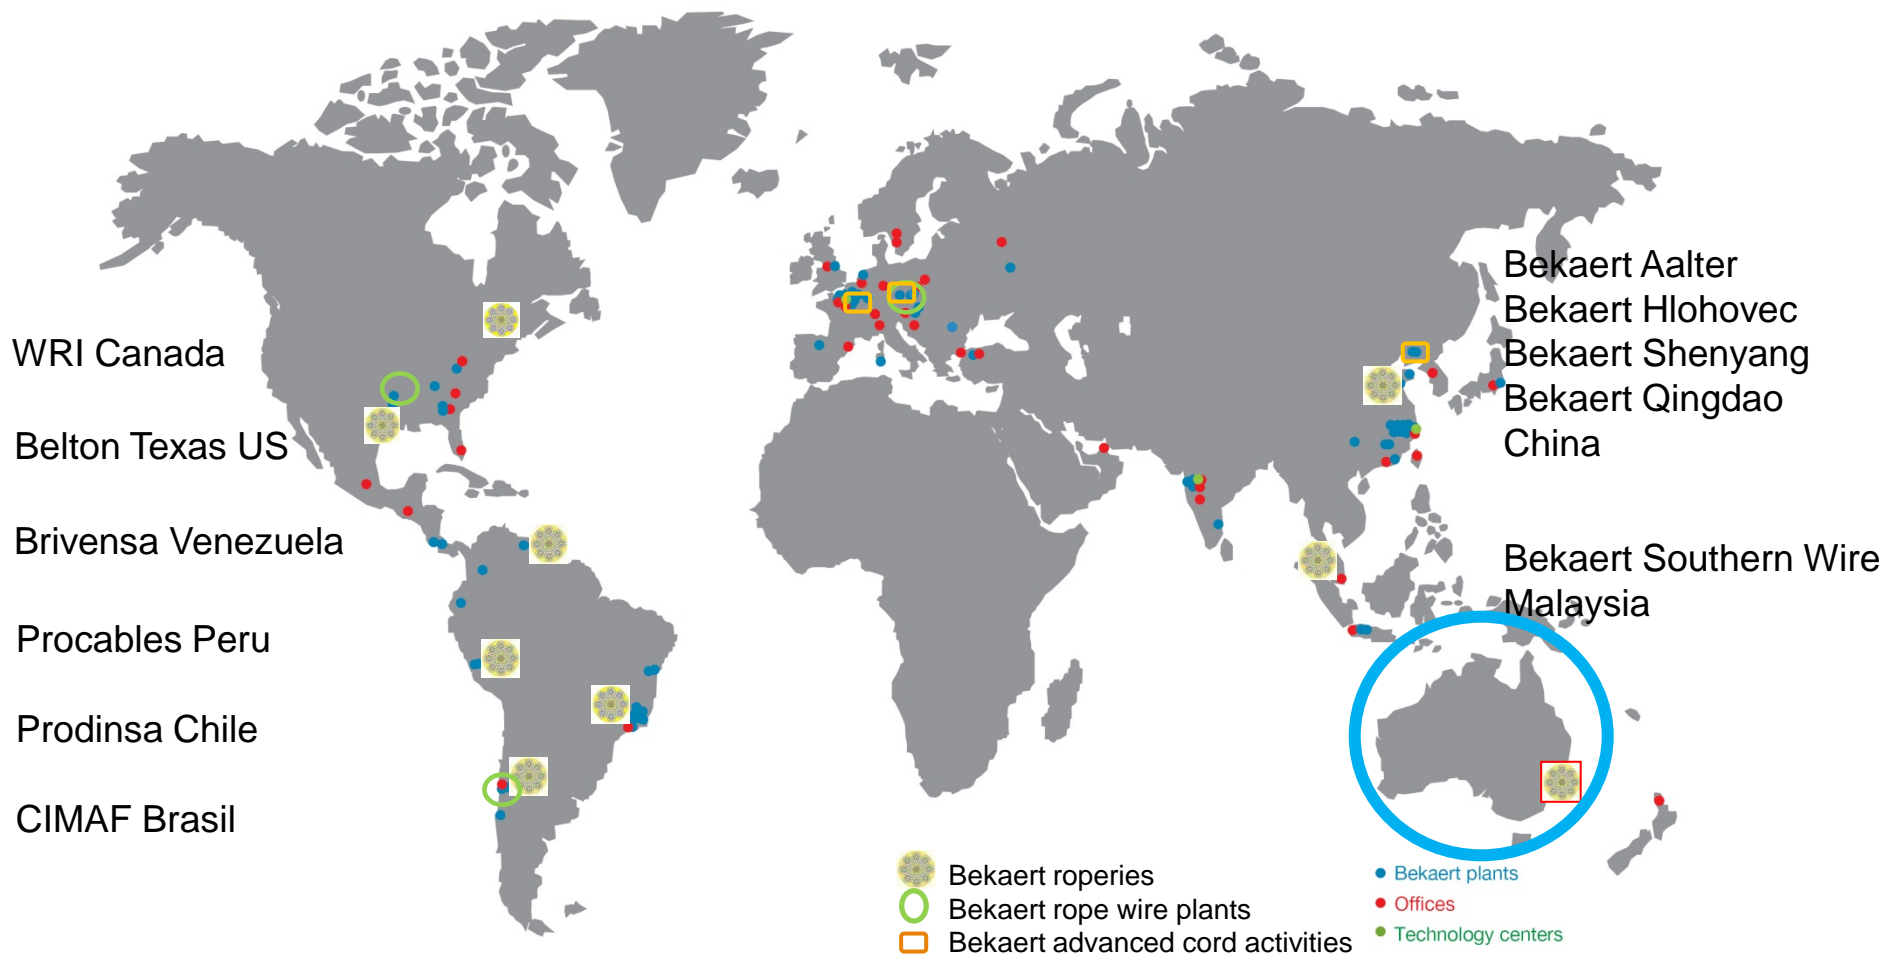 WRI Canada
Belton Texas US
Brivensa Venezuela
Procables Peru
Prodinsa Chile
CIMAF Brasil
Bekaert Aalter
Bekaert Hlohovec
Bekaert Shenyang
Bekaert Qingdao
China
Bekaert Southern Wire
Malaysia
Bekaert roperies
Bekaert rope wire plants
Bekaert advanced cord activities
Bekaert plants
Offices
Technology centers